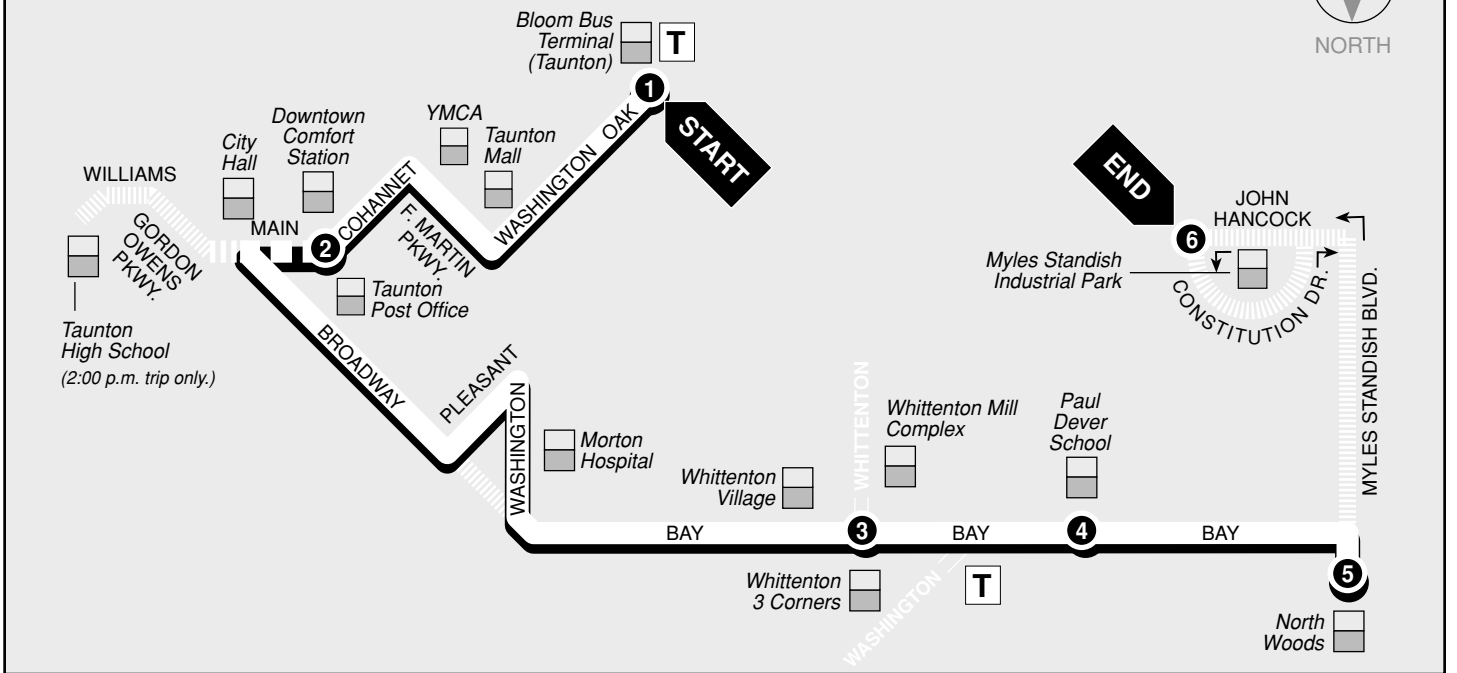 NORTH
Bloom Bus
Terminal
(Taunton)
T
1
START
OAK
WASHINGTON
Taunton
Mall
YMCA
F. MARTIN
PKWY.
COHANNET
Downtown
Comfort
Station
2
Taunton
Post Office
City
Hall
MAIN
WILLIAMS
GORDON
OWENS
PKWY.
Taunton
High School
(2:00 p.m. trip only.)
BROADWAY
PLEASANT
WASHINGTON
Morton
Hospital
BAY
Whittenton
Village
3
WHITTENTON
Whittenton
3 Corners
Whittenton Mill
Complex
BAY
WASHINGTON
T
Paul
Dever
School
4
BAY
5
North
Woods
MYLES STANDISH BLVD.
JOHN
HANCOCK
CONSTITUTION DR.
Myles Standish
Industrial Park
6
END